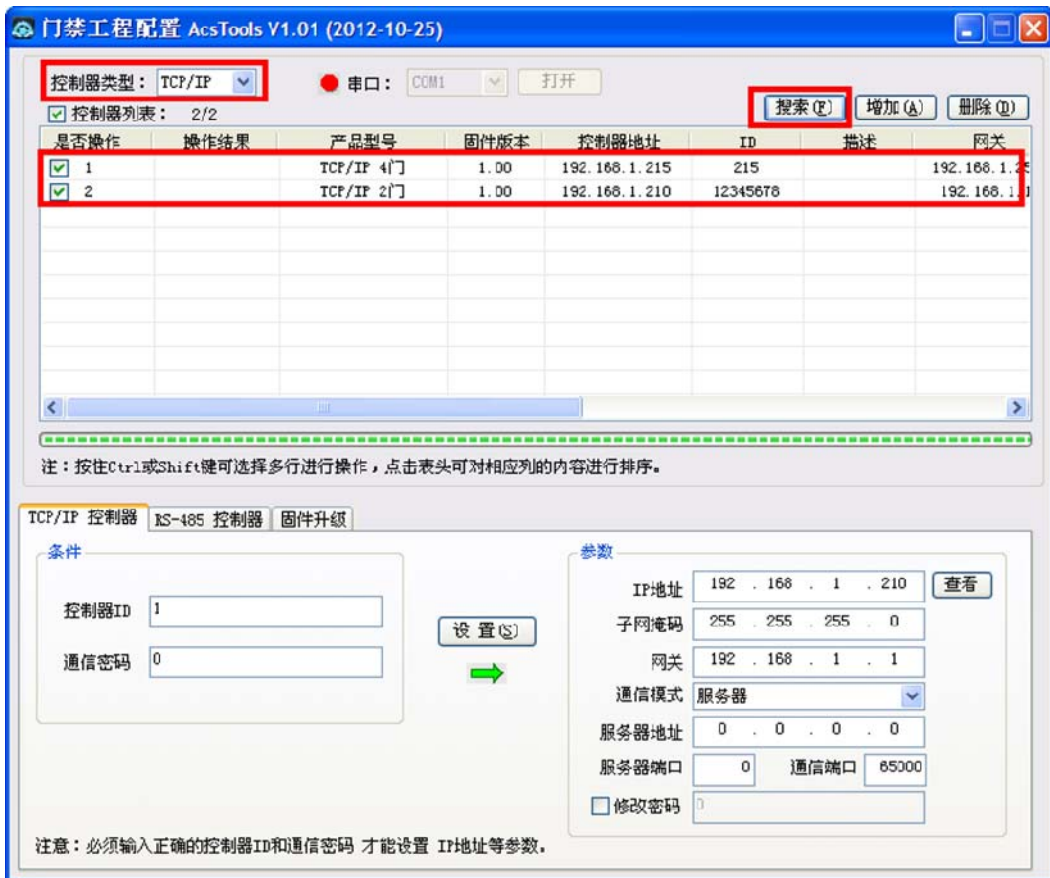 门禁工程配置 AcsTools V1.01 (2012-10-25)
控制器类型： TCP/IP 串口： COM1 打开
控制器列表： 2/2 搜索(F) 增加(A) 删除(D)
是否操作 操作结果 产品型号 固件版本 控制器地址 ID 描述 网关
1 TCP/IP 4门 1.00 192.168.1.215 215 192.168.1.25
2 TCP/IP 2门 1.00 192.168.1.210 12345678 192.168.1.1
注：按住Ctrl或Shift键可选择多行进行操作，点击表头可对相应列的内容进行排序。
TCP/IP 控制器 RS-485 控制器 固件升级
条件
控制器ID 1
通信密码 0
设 置(S)
参数
IP地址 192 . 168 . 1 . 210 查看
子网掩码 255 . 255 . 255 . 0
网关 192 . 168 . 1 . 1
通信模式 服务器
服务器地址 0 . 0 . 0 . 0
服务器端口 0 通信端口 65000
修改密码 0
注意：必须输入正确的控制器ID和通信密码 才能设置 IP地址等参数.